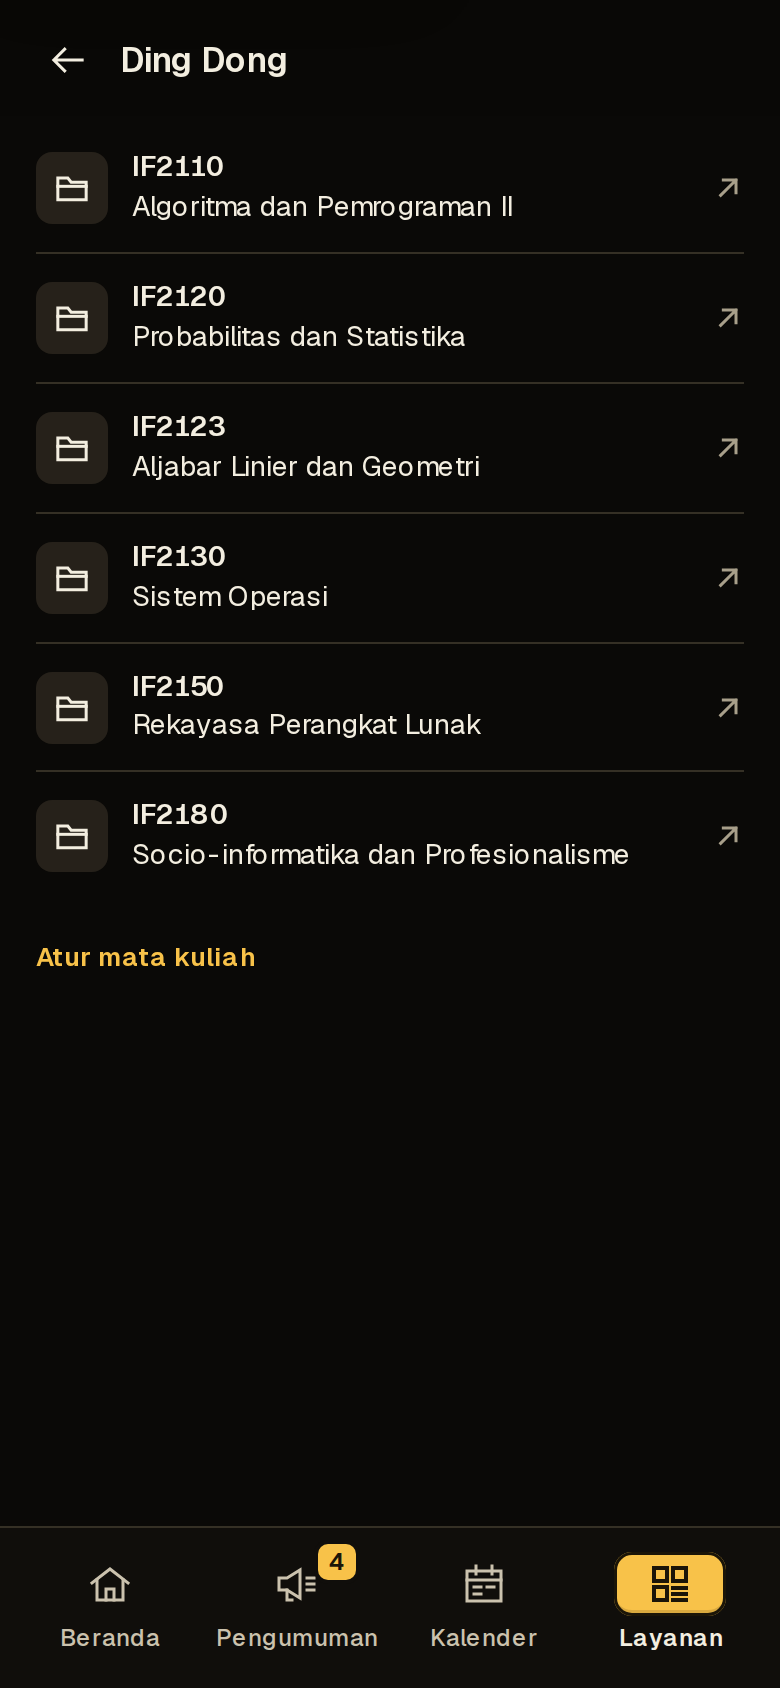 Ding Dong
IF2110
Algoritma dan Pemrograman II
IF2120
Probabilitas dan Statistika
IF2123
Aljabar Linier dan Geometri
IF2130
Sistem Operasi
IF2150
Rekayasa Perangkat Lunak
IF2180
Socio-informatika dan Profesionalisme
Atur mata kuliah
4
Beranda
Pengumuman
Kalender
Layanan